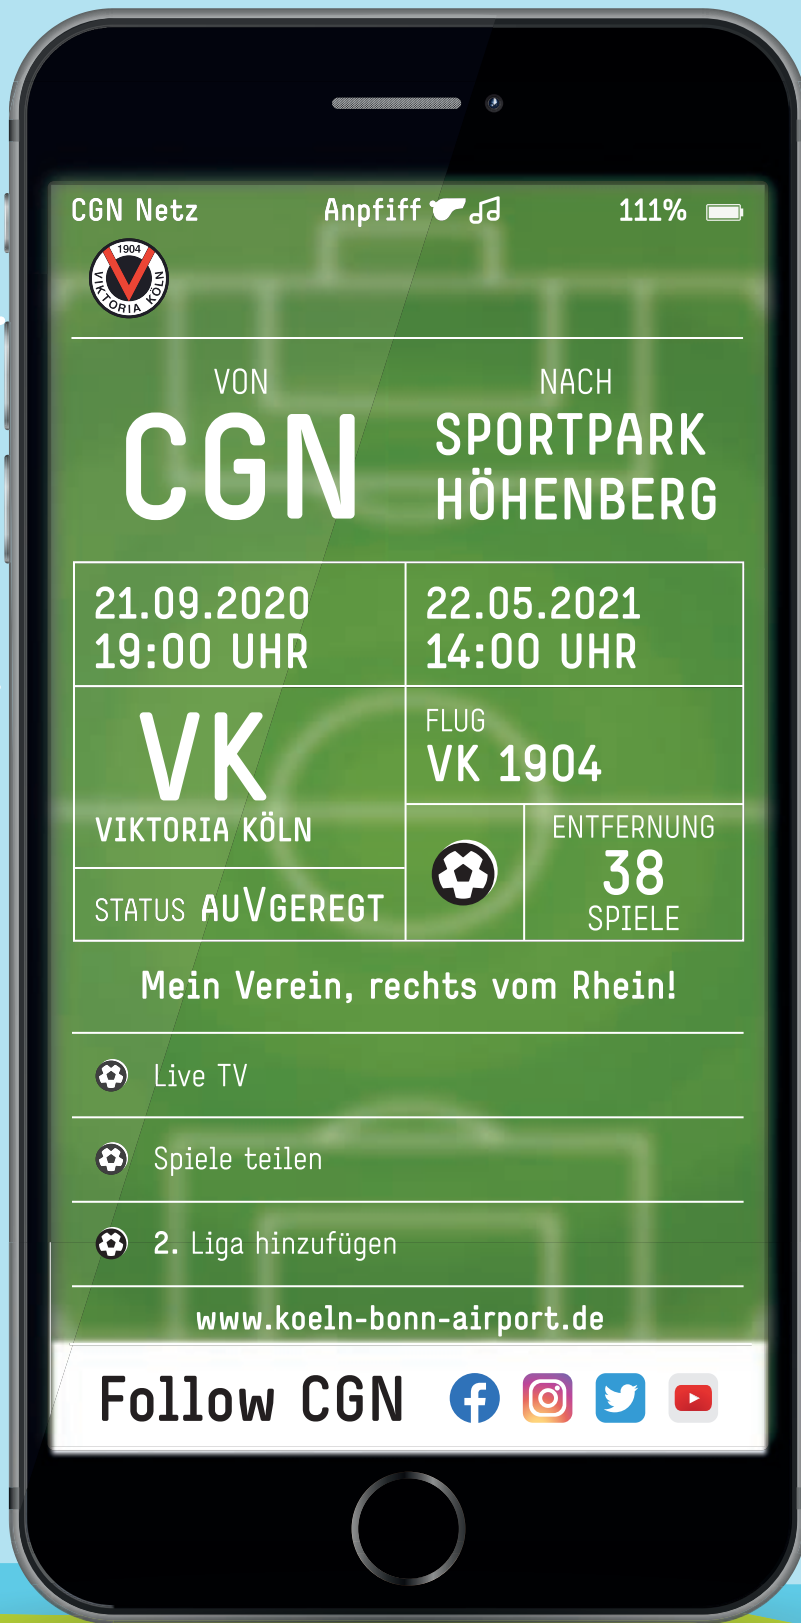 CGN Netz Anpfiff 111%
1904
VIKTORIA KÖLN
VON
CGN
NACH
SPORTPARK
HÖHENBERG
21.09.2020
19:00 UHR
22.05.2021
14:00 UHR
VK
VIKTORIA KÖLN
FLUG
VK 1904
STATUS AUVGEREGT
ENTFERNUNG
38
SPIELE
Mein Verein, rechts vom Rhein!
Live TV
Spiele teilen
2. Liga hinzufügen
www.koeln-bonn-airport.de
Follow CGN